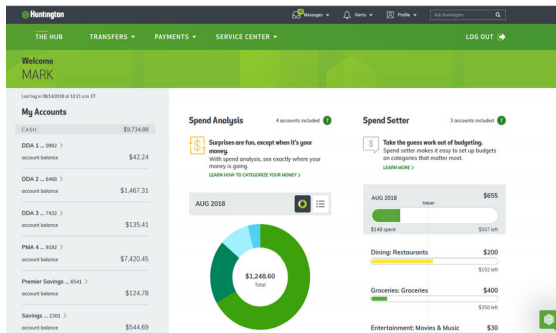 Huntington
Messages
Alerts
Profile
Ask Huntington
THE HUB
TRANSFERS
PAYMENTS
SERVICE CENTER
LOG OUT
Welcome
MARK
Last log in 08/14/2018 at 10:21 a.m. ET
My Accounts
CASH $9,734.88
DDA 1 ... 0992 >
account balance $42.24
DDA 2 ... 6460 >
account balance $1,467.31
DDA 3 ... 7432 >
account balance $135.41
PMA 4 ... 9192 >
account balance $7,420.45
Premier Savings ... 6541 >
account balance $124.78
Savings ... 2301 >
account balance $544.69
Spend Analysis 4 accounts included ?
Surprises are fun, except when it's your
money.
With spend analysis, see exactly where your
money is going.
LEARN HOW TO CATEGORIZE YOUR MONEY >
AUG 2018
$1,248.60
Total
Spend Setter 3 accounts included ?
Take the guess work out of budgeting.
Spend setter makes it easy to set up budgets
on categories that matter most.
LEARN MORE >
AUG 2018 $655
TODAY
$148 spent $507 left
Dining: Restaurants $200
$102 left
Groceries: Groceries $400
$350 left
Entertainment: Movies & Music $30